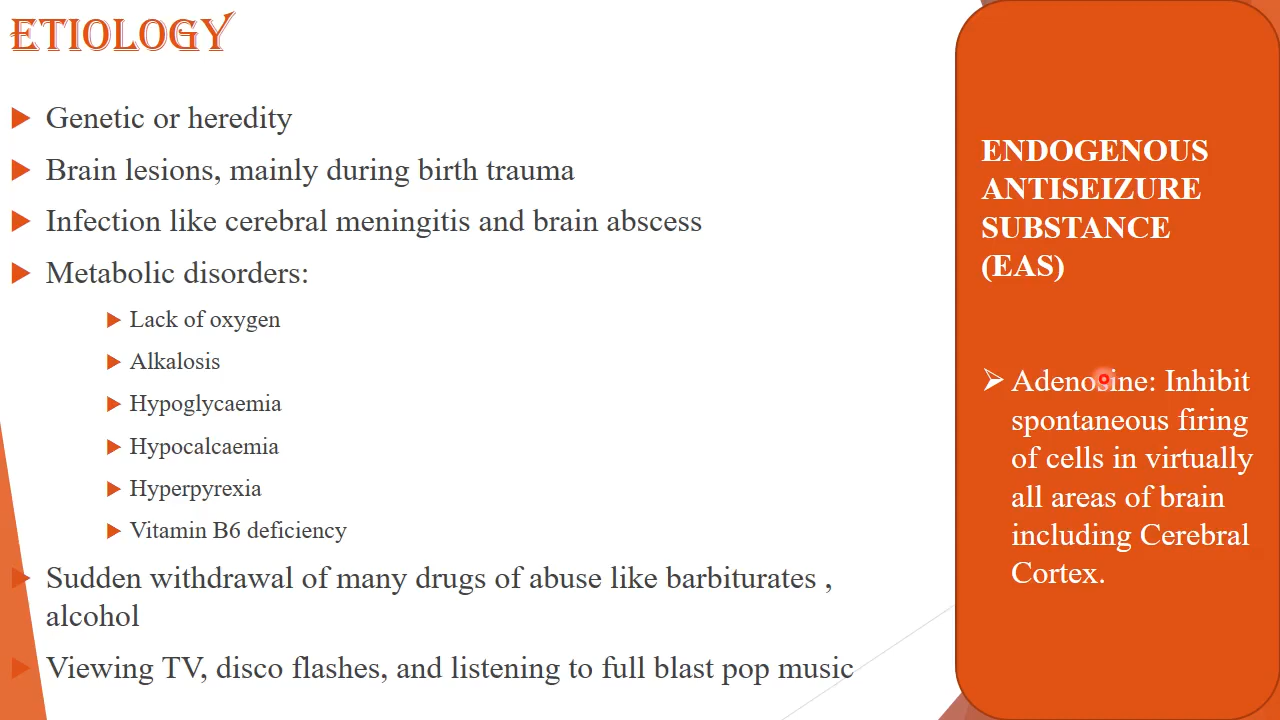 ETIOLOGY
Genetic or heredity
Brain lesions, mainly during birth trauma
Infection like cerebral meningitis and brain abscess
Metabolic disorders:
Lack of oxygen
Alkalosis
Hypoglycaemia
Hypocalcaemia
Hyperpyrexia
Vitamin B6 deficiency
Sudden withdrawal of many drugs of abuse like barbiturates ,
alcohol
Viewing TV, disco flashes, and listening to full blast pop music
ENDOGENOUS
ANTISEIZURE
SUBSTANCE
(EAS)
Adenosine: Inhibit
spontaneous firing
of cells in virtually
all areas of brain
including Cerebral
Cortex.